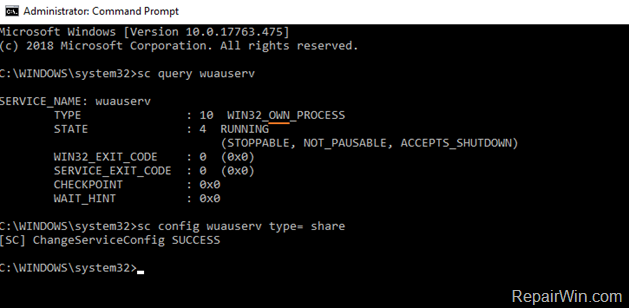 Administrator: Command Prompt
Microsoft Windows [Version 10.0.17763.475]
(c) 2018 Microsoft Corporation. All rights reserved.
C:\WINDOWS\system32>sc query wuauserv
SERVICE_NAME: wuauserv
TYPE : 10 WIN32_OWN_PROCESS
STATE : 4 RUNNING
(STOPPABLE, NOT_PAUSABLE, ACCEPTS_SHUTDOWN)
WIN32_EXIT_CODE : 0 (0x0)
SERVICE_EXIT_CODE : 0 (0x0)
CHECKPOINT : 0x0
WAIT_HINT : 0x0
C:\WINDOWS\system32>sc config wuauserv type= share
[SC] ChangeServiceConfig SUCCESS
C:\WINDOWS\system32>
RepairWin.com